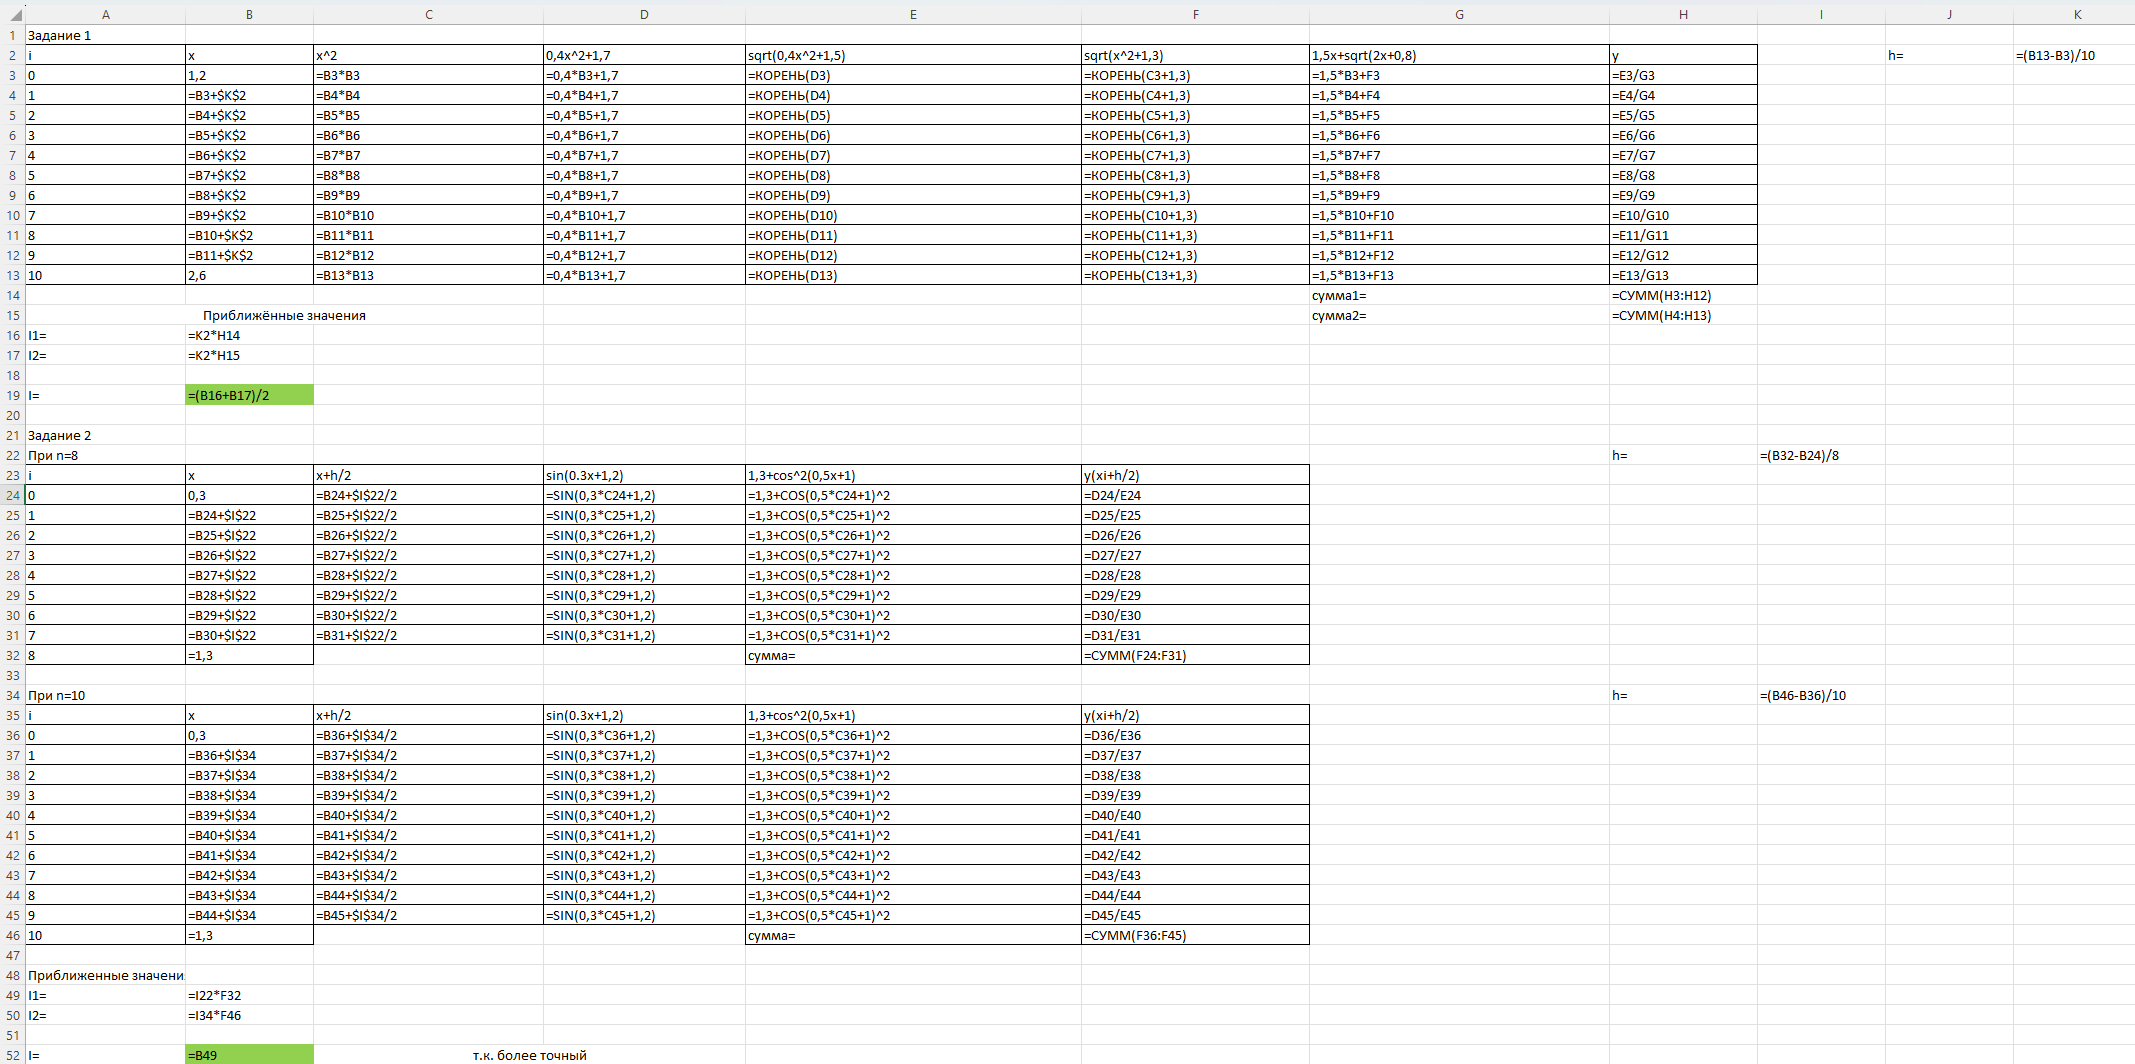 A B C D E F G H I J K
1 Задание 1
2 i x x^2 0,4x^2+1,7 sqrt(0,4x^2+1,5) sqrt(x^2+1,3) 1,5x+sqrt(2x+0,8) y h= =(B13-B3)/10
3 0 1,2 =B3*B3 =0,4*B3+1,7 =КОРЕНЬ(D3) =КОРЕНЬ(C3+1,3) =1,5*B3+F3 =E3/G3
4 1 =B3+$K$2 =B4*B4 =0,4*B4+1,7 =КОРЕНЬ(D4) =КОРЕНЬ(C4+1,3) =1,5*B4+F4 =E4/G4
5 2 =B4+$K$2 =B5*B5 =0,4*B5+1,7 =КОРЕНЬ(D5) =КОРЕНЬ(C5+1,3) =1,5*B5+F5 =E5/G5
6 3 =B5+$K$2 =B6*B6 =0,4*B6+1,7 =КОРЕНЬ(D6) =КОРЕНЬ(C6+1,3) =1,5*B6+F6 =E6/G6
7 4 =B6+$K$2 =B7*B7 =0,4*B7+1,7 =КОРЕНЬ(D7) =КОРЕНЬ(C7+1,3) =1,5*B7+F7 =E7/G7
8 5 =B7+$K$2 =B8*B8 =0,4*B8+1,7 =КОРЕНЬ(D8) =КОРЕНЬ(C8+1,3) =1,5*B8+F8 =E8/G8
9 6 =B8+$K$2 =B9*B9 =0,4*B9+1,7 =КОРЕНЬ(D9) =КОРЕНЬ(C9+1,3) =1,5*B9+F9 =E9/G9
10 7 =B9+$K$2 =B10*B10 =0,4*B10+1,7 =КОРЕНЬ(D10) =КОРЕНЬ(C10+1,3) =1,5*B10+F10 =E10/G10
11 8 =B10+$K$2 =B11*B11 =0,4*B11+1,7 =КОРЕНЬ(D11) =КОРЕНЬ(C11+1,3) =1,5*B11+F11 =E11/G11
12 9 =B11+$K$2 =B12*B12 =0,4*B12+1,7 =КОРЕНЬ(D12) =КОРЕНЬ(C12+1,3) =1,5*B12+F12 =E12/G12
13 10 2,6 =B13*B13 =0,4*B13+1,7 =КОРЕНЬ(D13) =КОРЕНЬ(C13+1,3) =1,5*B13+F13 =E13/G13
14 сумма1= =СУММ(H3:H12)
15 Приближённые значения сумма2= =СУММ(H4:H13)
16 I1= =K2*H14
17 I2= =K2*H15
18
19 I= =(B16+B17)/2
20
21 Задание 2
22 При n=8 h= =(B32-B24)/8
23 i x x+h/2 sin(0.3x+1,2) 1,3+cos^2(0,5x+1) y(xi+h/2)
24 0 0,3 =B24+$I$22/2 =SIN(0,3*C24+1,2) =1,3+COS(0,5*C24+1)^2 =D24/E24
25 1 =B24+$I$22 =B25+$I$22/2 =SIN(0,3*C25+1,2) =1,3+COS(0,5*C25+1)^2 =D25/E25
26 2 =B25+$I$22 =B26+$I$22/2 =SIN(0,3*C26+1,2) =1,3+COS(0,5*C26+1)^2 =D26/E26
27 3 =B26+$I$22 =B27+$I$22/2 =SIN(0,3*C27+1,2) =1,3+COS(0,5*C27+1)^2 =D27/E27
28 4 =B27+$I$22 =B28+$I$22/2 =SIN(0,3*C28+1,2) =1,3+COS(0,5*C28+1)^2 =D28/E28
29 5 =B28+$I$22 =B29+$I$22/2 =SIN(0,3*C29+1,2) =1,3+COS(0,5*C29+1)^2 =D29/E29
30 6 =B29+$I$22 =B30+$I$22/2 =SIN(0,3*C30+1,2) =1,3+COS(0,5*C30+1)^2 =D30/E30
31 7 =B30+$I$22 =B31+$I$22/2 =SIN(0,3*C31+1,2) =1,3+COS(0,5*C31+1)^2 =D31/E31
32 8 =1,3 сумма= =СУММ(F24:F31)
33
34 При n=10 h= =(B46-B36)/10
35 i x x+h/2 sin(0.3x+1,2) 1,3+cos^2(0,5x+1) y(xi+h/2)
36 0 0,3 =B36+$I$34/2 =SIN(0,3*C36+1,2) =1,3+COS(0,5*C36+1)^2 =D36/E36
37 1 =B36+$I$34 =B37+$I$34/2 =SIN(0,3*C37+1,2) =1,3+COS(0,5*C37+1)^2 =D37/E37
38 2 =B37+$I$34 =B38+$I$34/2 =SIN(0,3*C38+1,2) =1,3+COS(0,5*C38+1)^2 =D38/E38
39 3 =B38+$I$34 =B39+$I$34/2 =SIN(0,3*C39+1,2) =1,3+COS(0,5*C39+1)^2 =D39/E39
40 4 =B39+$I$34 =B40+$I$34/2 =SIN(0,3*C40+1,2) =1,3+COS(0,5*C40+1)^2 =D40/E40
41 5 =B40+$I$34 =B41+$I$34/2 =SIN(0,3*C41+1,2) =1,3+COS(0,5*C41+1)^2 =D41/E41
42 6 =B41+$I$34 =B42+$I$34/2 =SIN(0,3*C42+1,2) =1,3+COS(0,5*C42+1)^2 =D42/E42
43 7 =B42+$I$34 =B43+$I$34/2 =SIN(0,3*C43+1,2) =1,3+COS(0,5*C43+1)^2 =D43/E43
44 8 =B43+$I$34 =B44+$I$34/2 =SIN(0,3*C44+1,2) =1,3+COS(0,5*C44+1)^2 =D44/E44
45 9 =B44+$I$34 =B45+$I$34/2 =SIN(0,3*C45+1,2) =1,3+COS(0,5*C45+1)^2 =D45/E45
46 10 =1,3 сумма= =СУММ(F36:F45)
47
48 Приближенные значени
49 I1= =I22*F32
50 I2= =I34*F46
51
52 I= =B49 т.к. более точный